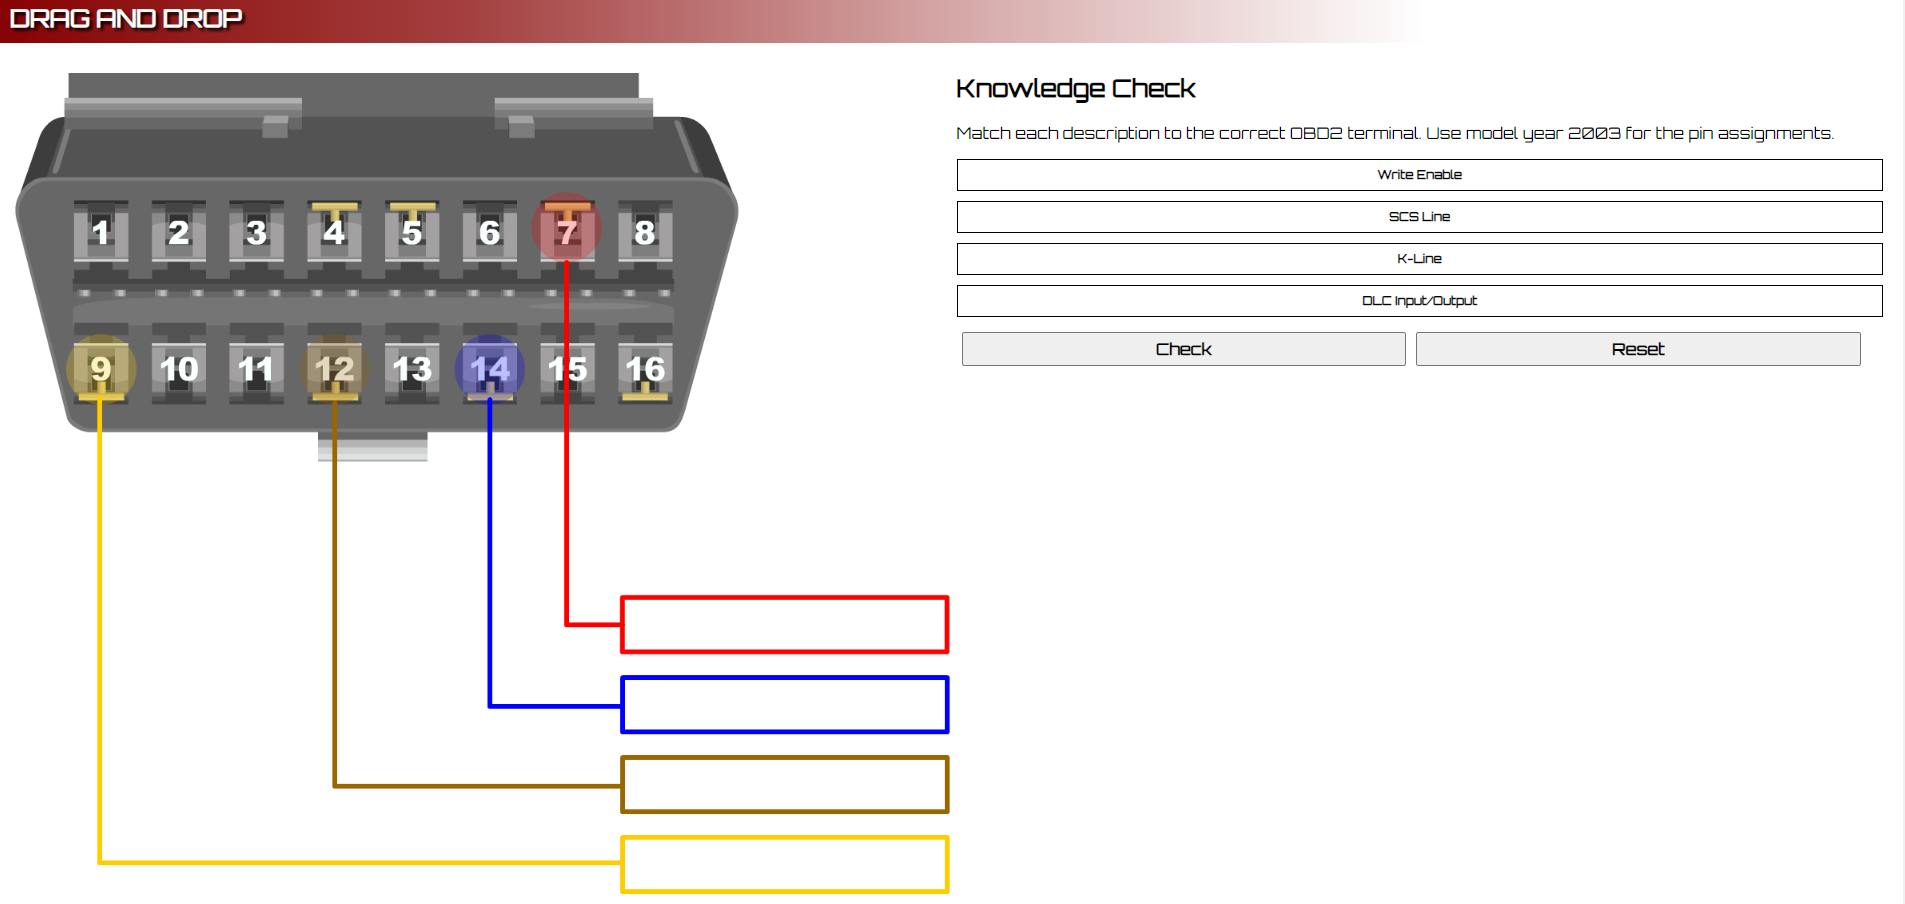 DRAG AND DROP
Knowledge Check
Match each description to the correct OBD2 terminal. Use model year 2003 for the pin assignments.
Write Enable
SCS Line
K-Line
DLC Input/Output
Check
Reset
1 2 3 4 5 6 7 8
9 10 11 12 13 14 15 16